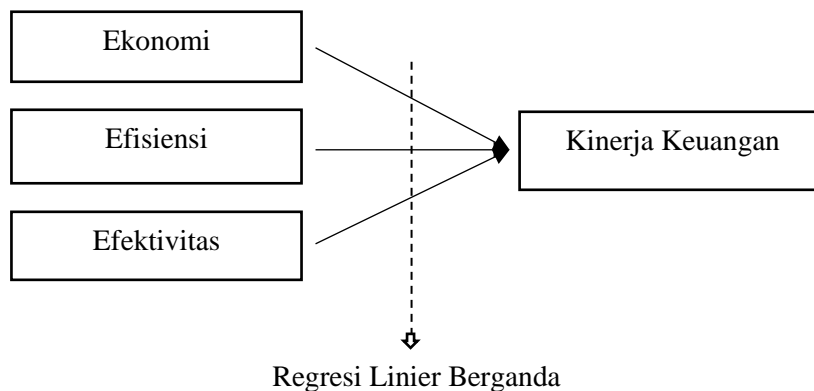 Ekonomi
Efisiensi
Kinerja Keuangan
Efektivitas
Regresi Linier Berganda